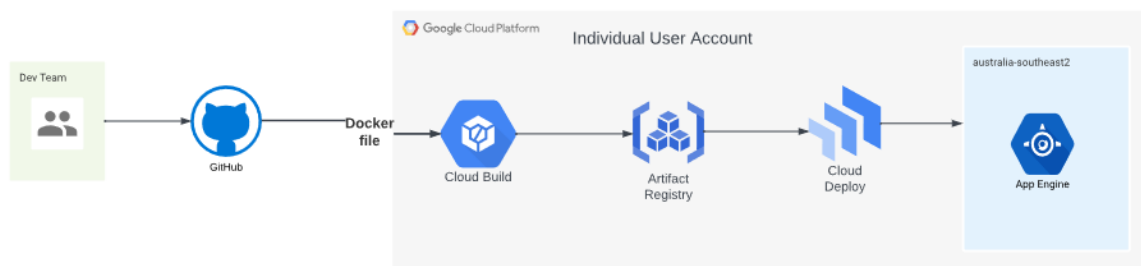 Google Cloud Platform
Individual User Account
Dev Team
australia-southeast2
GitHub
Docker
file
Cloud Build
Artifact
Registry
Cloud
Deploy
App Engine